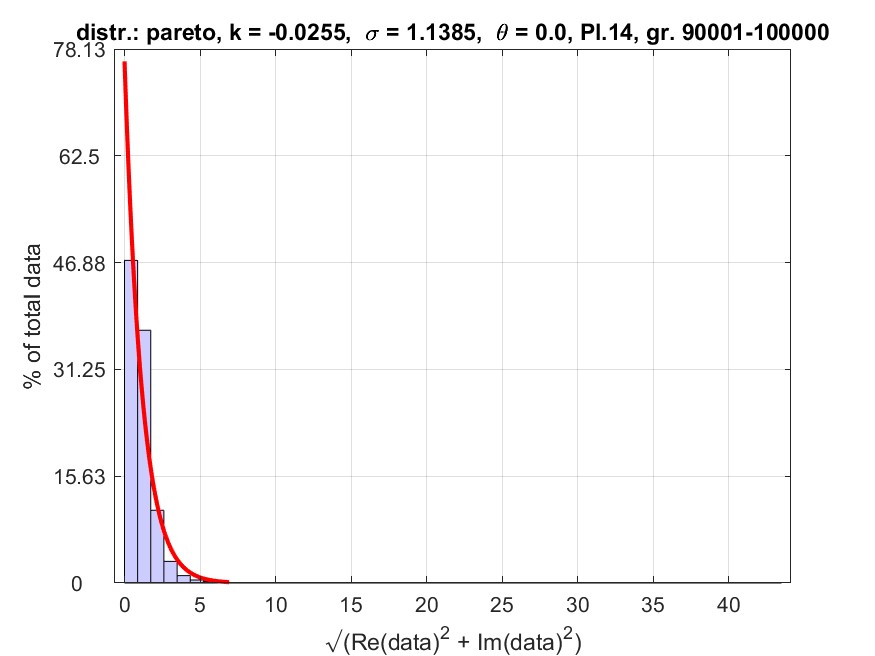 distr.: pareto, k = -0.0255, σ = 1.1385, θ = 0.0, Pl.14, gr. 90001-100000
78.13
62.5
46.88
31.25
15.63
0
% of total data
0 5 10 15 20 25 30 35 40
√(Re(data)² + Im(data)²)